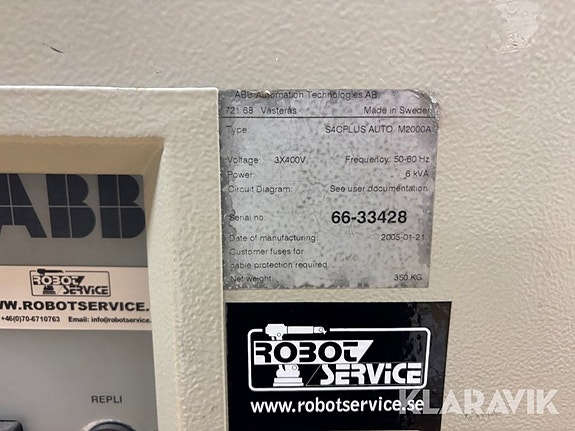 ABB Automation Technologies AB
721 68 Västerås Made in Sweden
Type: S4CPLUS AUTO M2000A
Voltage: 3X400V Frequency: 50-60 Hz
Power: 6 kVA
Circuit Diagram: See user documentation
Serial no: 66-33428
Date of manufacturing: 2005-01-21
Customer fuses for
cable protection required
Net weight: 350 KG
ABB
ROBOT
SERVICE
WWW.ROBOTSERVICE.
+46(0)70-6710763 Email: info@robotservice.
REPLI
ROBOT
SERVICE
www.robotservice.se
KLARAVIK